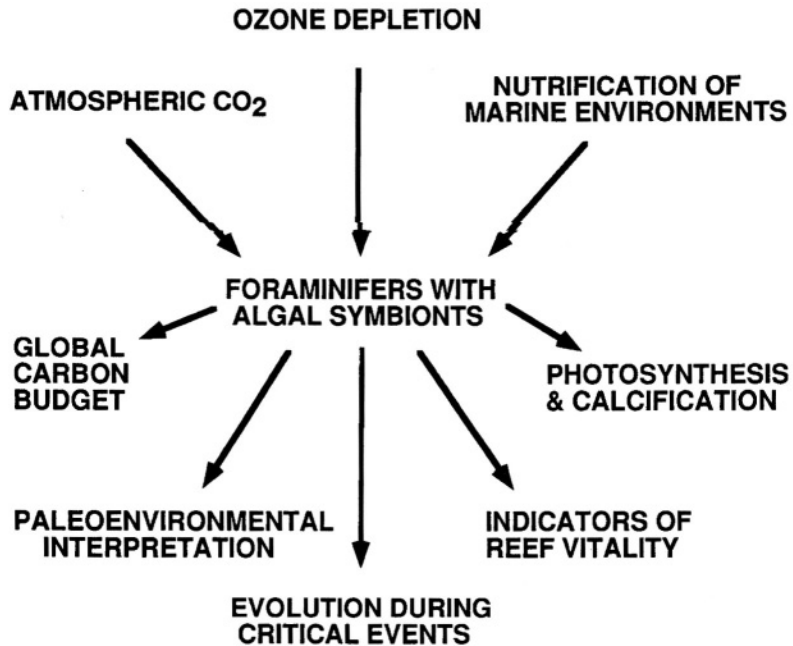 OZONE DEPLETION
ATMOSPHERIC CO2
NUTRIFICATION OF
MARINE ENVIRONMENTS
FORAMINIFERS WITH
ALGAL SYMBIONTS
GLOBAL
CARBON
BUDGET
PHOTOSYNTHESIS
& CALCIFICATION
PALEOENVIRONMENTAL
INTERPRETATION
INDICATORS OF
REEF VITALITY
EVOLUTION DURING
CRITICAL EVENTS